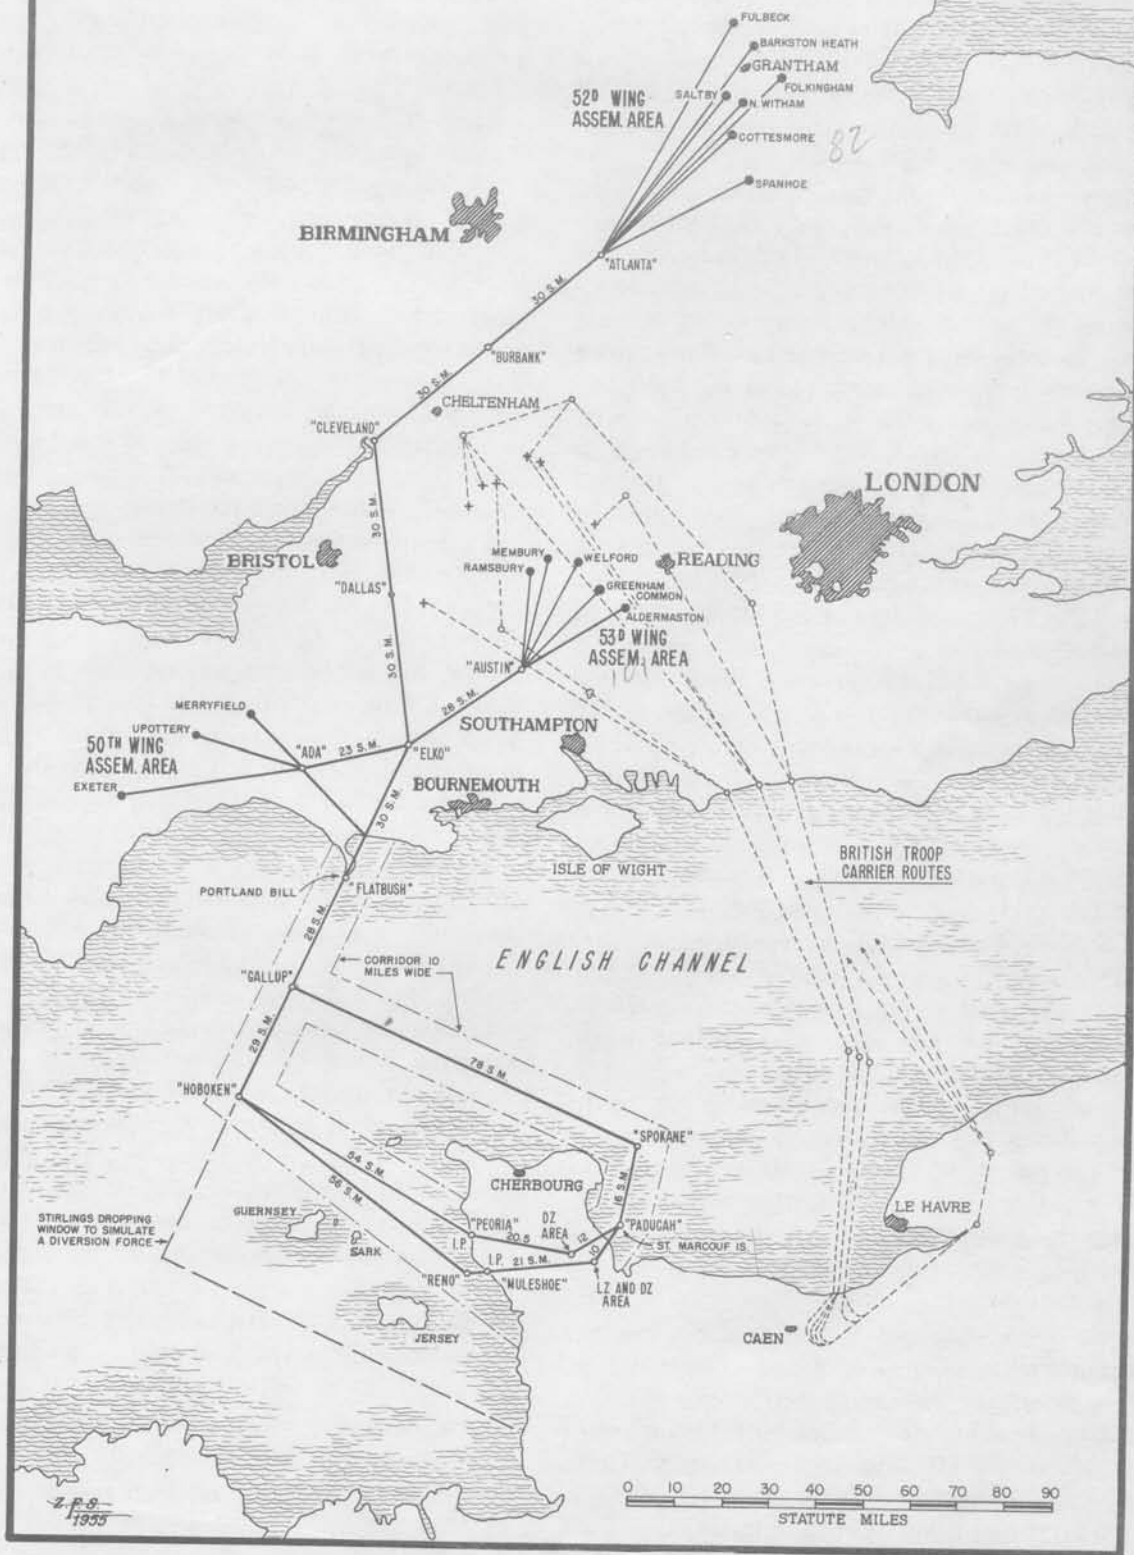 FULBECK
BARKSTON HEATH
GRANTHAM
FOLKINGHAM
52D WING
ASSEM. AREA
SALTBY
N. WITHAM
COTTESMORE
82
SPANHOE
BIRMINGHAM
"ATLANTA"
30 S.M.
"BURBANK"
30 S.M.
CHELTENHAM
"CLEVELAND"
LONDON
30 S.M.
BRISTOL
MEMBURY
WELFORD
READING
RAMSBURY
"DALLAS"
GREENHAM
COMMON
ALDERMASTON
53D WING
ASSEM. AREA
101
30 S.M.
"AUSTIN"
28 S.M.
MERRYFIELD
UPOTTERY
SOUTHAMPTON
50TH WING
ASSEM. AREA
"ADA"
23 S.M.
"ELKO"
EXETER
BOURNEMOUTH
30 S.M.
BRITISH TROOP
CARRIER ROUTES
ISLE OF WIGHT
PORTLAND BILL
"FLATBUSH"
28 S.M.
CORRIDOR 10
MILES WIDE
ENGLISH CHANNEL
"GALLUP"
29 S.M.
78 S.M.
"HOBOKEN"
"SPOKANE"
54 S.M.
56 S.M.
CHERBOURG
16 S.M.
GUERNSEY
LE HAVRE
STIRLINGS DROPPING
WINDOW TO SIMULATE
A DIVERSION FORCE
"PEORIA"
DZ
AREA
"PADUCAH"
I.P.
20.5
12
SARK
ST. MARCOUF IS.
I.P.
21 S.M.
10
"RENO"
"MULESHOE"
LZ AND DZ
AREA
JERSEY
CAEN
Z.F.S.
1955
0 10 20 30 40 50 60 70 80 90
STATUTE MILES